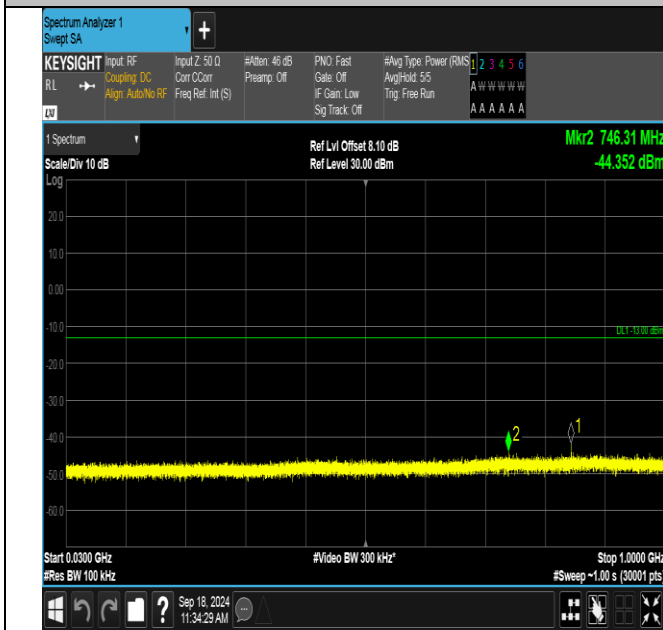 Spectrum Analyzer 1
Swept SA
+
KEYSIGHT
RL
LXI
Input: RF
Coupling: DC
Align: Auto/No RF
Input Z: 50 Ω
Corr CCorr
Freq Ref: Int (S)
#Atten: 46 dB
Preamp: Off
PNO: Fast
Gate: Off
IF Gain: Low
Sig Track: Off
#Avg Type: Power (RMS
Avg|Hold: 5/5
Trig: Free Run
1 2 3 4 5 6
A W W W W W
A A A A A A
1 Spectrum
Scale/Div 10 dB
Log
Ref Lvl Offset 8.10 dB
Ref Level 30.00 dBm
Mkr2 746.31 MHz
-44.352 dBm
20.0
10.0
0.00
-10.0
DL1 -13.00 dBm
-20.0
-30.0
-40.0
2
1
-50.0
-60.0
Start 0.0300 GHz
#Res BW 100 kHz
#Video BW 300 kHz*
Stop 1.0000 GHz
#Sweep ~1.00 s (30001 pts)
?
Sep 18, 2024
11:34:29 AM